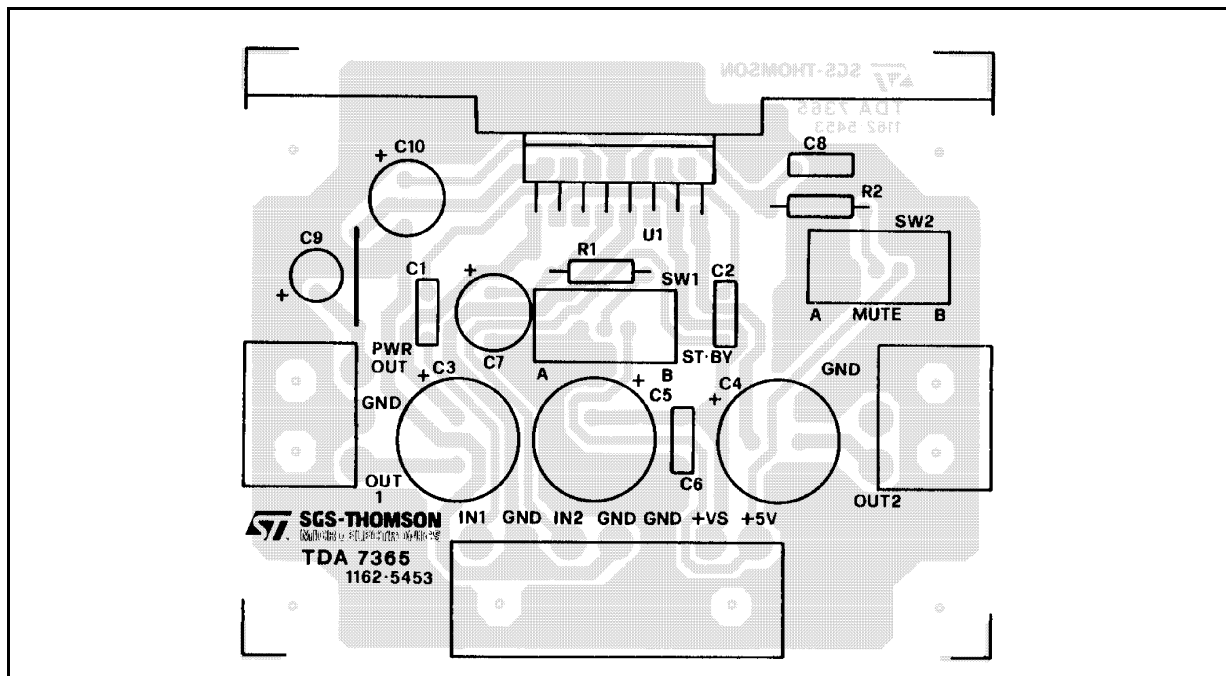 SGS-THOMSON
TDA 7365
1162·5453
+ C10
C8
R2
SW2
U1
C9
+
C1
+
R1
SW1
C2
A MUTE B
PWR
OUT
C7
A B
ST·BY
GND
+ C3
+
C5
+ C4
GND
OUT
1
C6
OUT2
IN1 GND IN2 GND GND +VS +5V
SGS-THOMSON
MICROELECTRONICS
TDA 7365
1162·5453